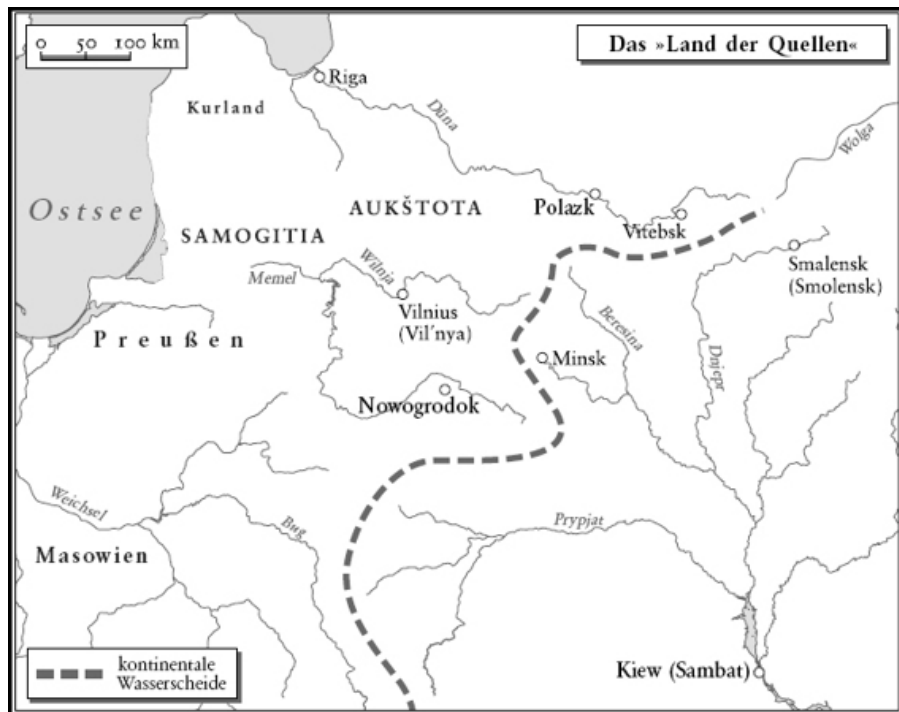 0 50 100 km
Das »Land der Quellen«
Riga
Kurland
Düna
Wolga
Ostsee
AUKŠTOTA
Polazk
SAMOGITIA
Vitebsk
Memel
Wilnja
Smalensk
(Smolensk)
Vilnius
(Vil'nya)
Beresina
Preußen
Minsk
Dnjepr
Nowogrodok
Weichsel
Bug
Prypjat
Masowien
kontinentale
Wasserscheide
Kiew (Sambat)